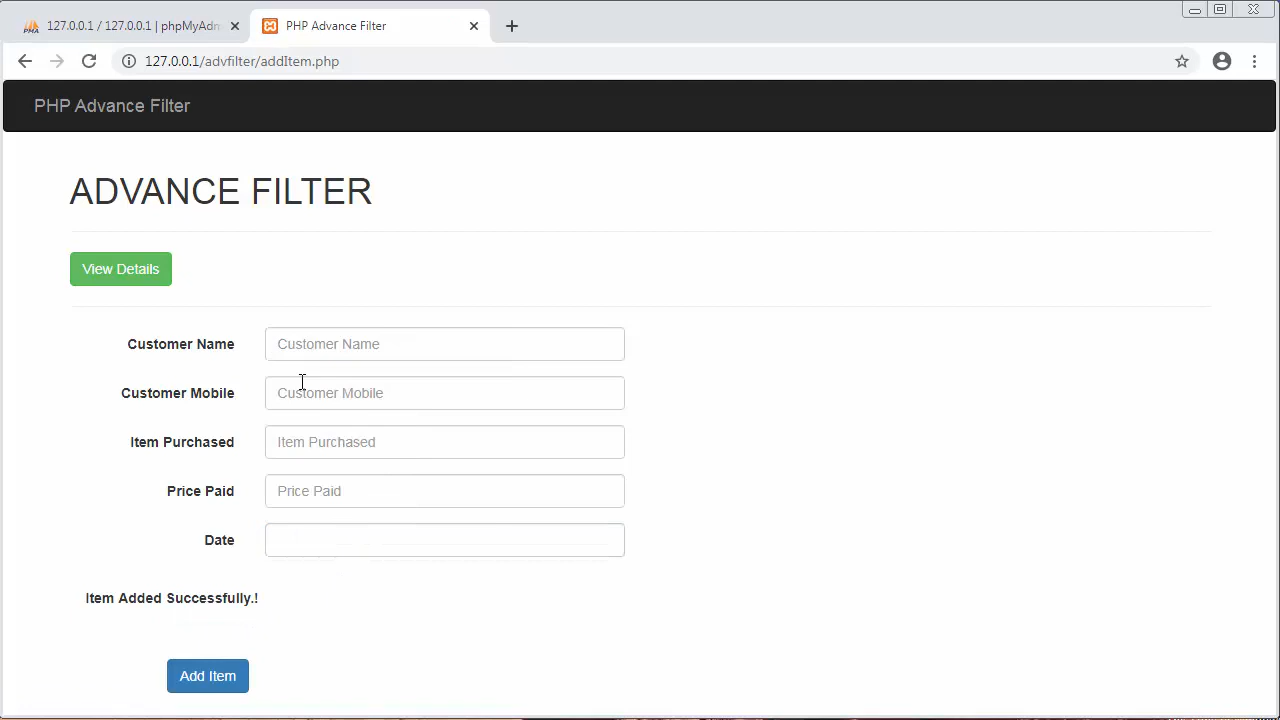 127.0.0.1 / 127.0.0.1 | phpMyAdm
PHP Advance Filter
127.0.0.1/advfilter/addItem.php
PHP Advance Filter
ADVANCE FILTER
View Details
Customer Name
Customer Name
Customer Mobile
Customer Mobile
Item Purchased
Item Purchased
Price Paid
Price Paid
Date
Item Added Successfully.!
Add Item